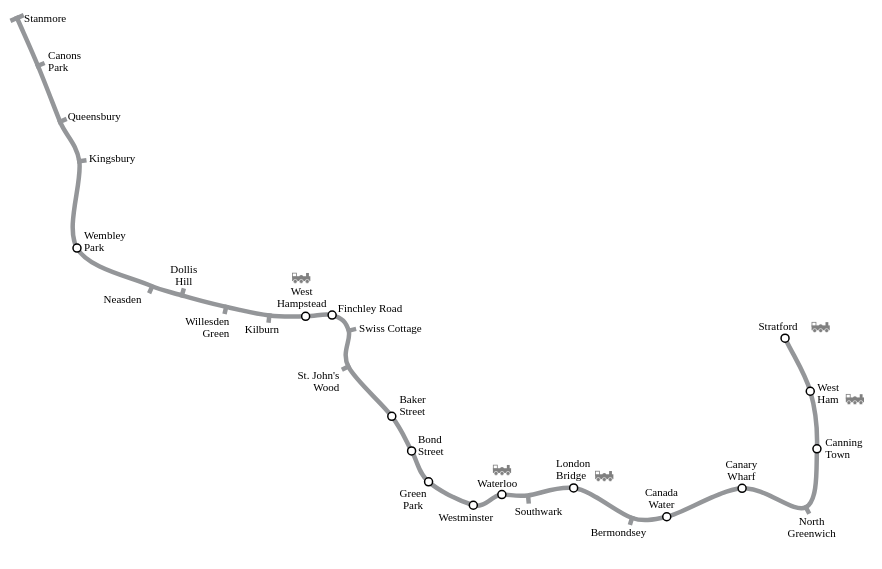 Stanmore
Canons
Park
Queensbury
Kingsbury
Wembley
Park
Neasden
Dollis
Hill
Willesden
Green
Kilburn
West
Hampstead
Finchley Road
Swiss Cottage
St. John's
Wood
Baker
Street
Bond
Street
Green
Park
Westminster
Waterloo
Southwark
London
Bridge
Bermondsey
Canada
Water
Canary
Wharf
North
Greenwich
Canning
Town
West
Ham
Stratford